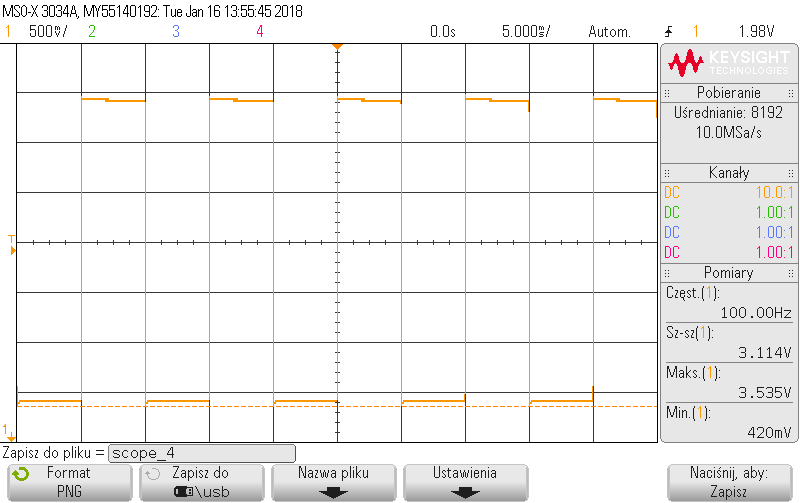 MSO-X 3034A, MY55140192: Tue Jan 16 13:55:45 2018
1 500mV/ 2 3 4 0.0s 5.000ms/ Autom. 1 1.98V
KEYSIGHT
TECHNOLOGIES
Pobieranie
Uśrednianie: 8192
10.0MSa/s
Kanały
DC 10.0:1
DC 1.00:1
DC 1.00:1
DC 1.00:1
Pomiary
Częst.(1):
100.00Hz
Sz-sz(1):
3.114V
Maks.(1):
3.535V
Min.(1):
420mV
T
1
Zapisz do pliku = scope_4
Format
PNG
Zapisz do
\usb
Nazwa pliku
Ustawienia
Naciśnij, aby:
Zapisz